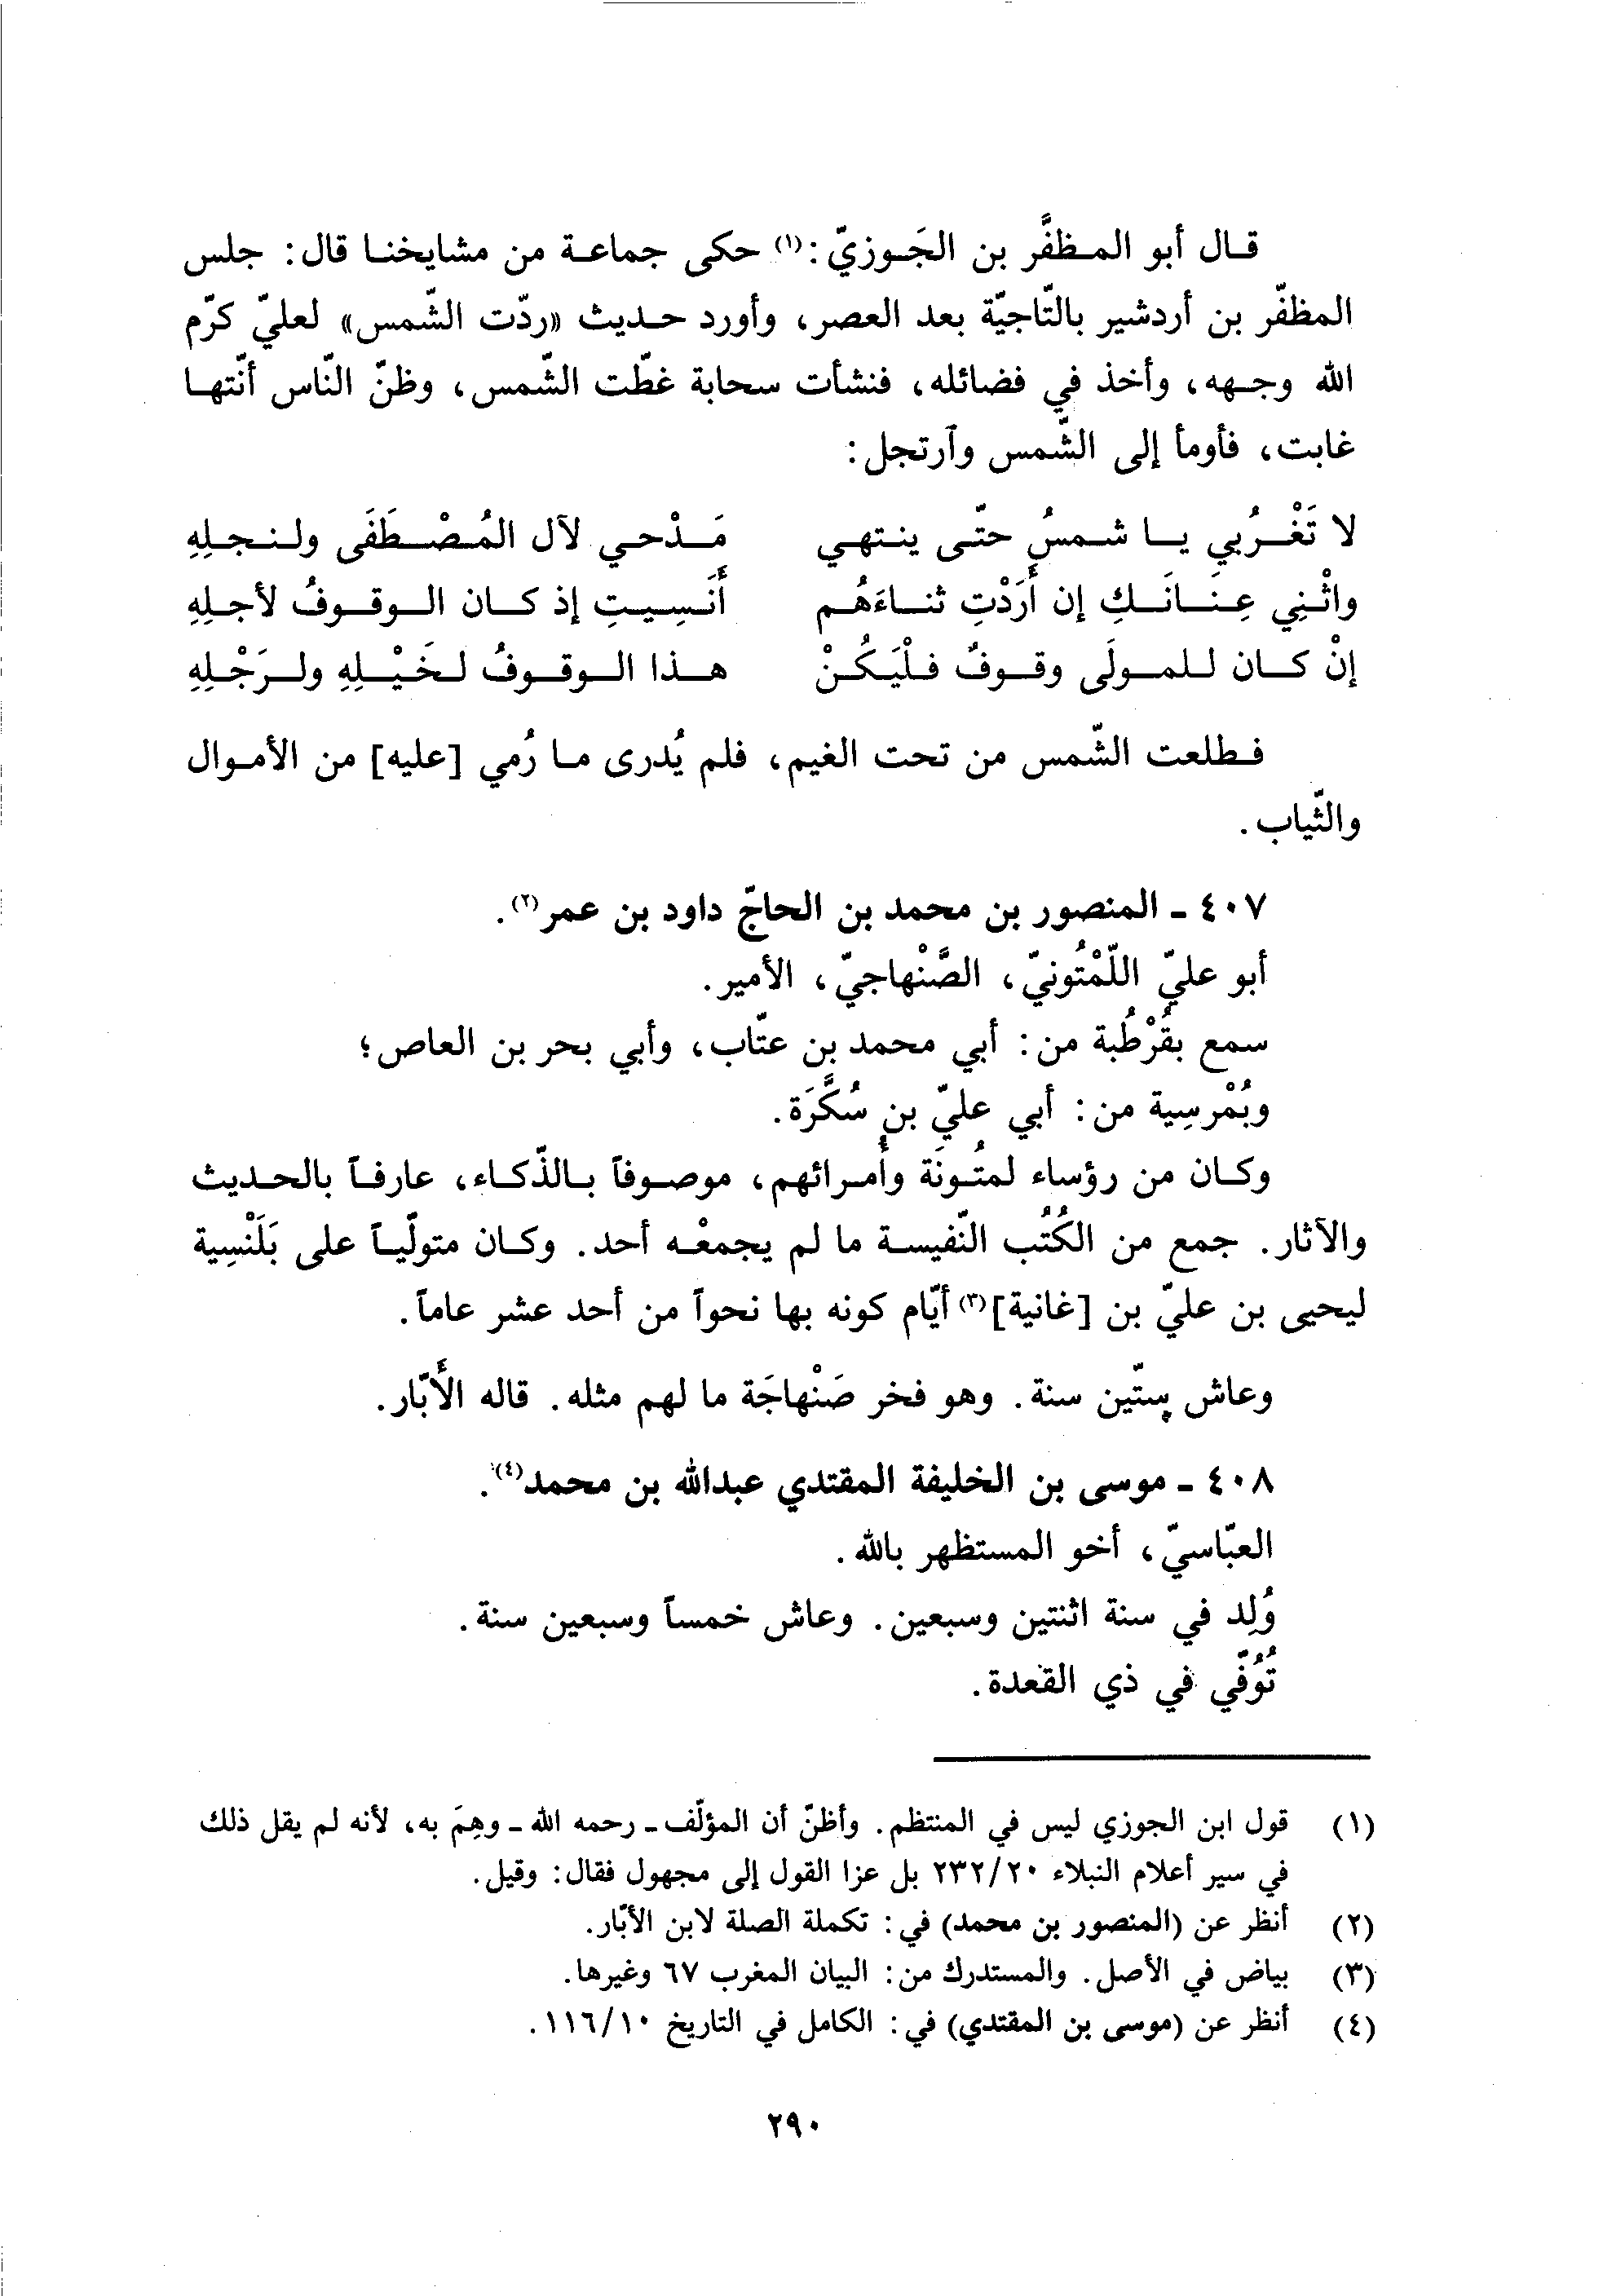 قال أبو المظفَّر بن الجَوزيّ:(١) حكى جماعة من مشايخنا قال: جلس
المظفّر بن أردشير بالتّاجيّة بعد العصر، وأورد حديث «ردّت الشّمس» لعليّ كرّم
الله وجهه، وأخذ في فضائله، فنشأت سحابة غطّت الشّمس، وظنّ النّاس أنّها
غابت، فأومأ إلى الشّمس وآرتجل:
لا تَغْرُبي يا شمسُ حتّى ينتهي مَدْحي لآل المُصْطَفَى ولنجلِهِ
واثْنِي عِنَانَكِ إن أَرَدْتِ ثناءَهُم أَنَسِيتِ إذ كان الوقوفُ لأجلِهِ
إنْ كان للمولَى وقوفٌ فلْيَكُنْ هذا الوقوفُ لخَيْلِهِ ولرَجْلِهِ
فطلعت الشّمس من تحت الغيم، فلم يُدرى ما رُمي [عليه] من الأموال
والثّياب.
٤٠٧ - المنصور بن محمد بن الحاجّ داود بن عمر(٢).
أبو عليّ اللّمْتُونيّ، الصَّنْهاجيّ، الأمير.
سمع بقُرْطُبة من: أبي محمد بن عتّاب، وأبي بحر بن العاص؛
وبُمْرسِية من: أبي عليّ بن سُكَّرَة.
وكان من رؤساء لمتُونَة وأُمرائهم، موصوفاً بالذّكاء، عارفاً بالحديث
والآثار. جمع من الكُتُب النّفيسة ما لم يجمعْه أحد. وكان متولّياً على بَلَنْسِية
ليحيى بن عليّ بن [غانية](٣) أيّام كونه بها نحواً من أحد عشر عاماً.
وعاش سِتّين سنة. وهو فخر صَنْهاجَة ما لهم مثله. قاله الأَبّار.
٤٠٨ - موسى بن الخليفة المقتدي عبدالله بن محمد(٤).
العبّاسيّ، أخو المستظهر بالله.
وُلِد في سنة اثنتين وسبعين. وعاش خمساً وسبعين سنة.
تُوُفّي في ذي القعدة.
(١) قول ابن الجوزي ليس في المنتظم. وأظنّ أن المؤلّف - رحمه الله - وهِمَ به، لأنه لم يقل ذلك
في سير أعلام النبلاء ٢٣٢/٢٠ بل عزا القول إلى مجهول فقال: وقيل.
(٢) أنظر عن (المنصور بن محمد) في: تكملة الصلة لابن الأبّار.
(٣) بياض في الأصل. والمستدرك من: البيان المغرب ٦٧ وغيرها.
(٤) أنظر عن (موسى بن المقتدي) في: الكامل في التاريخ ١١٦/١٠.
٢٩٠